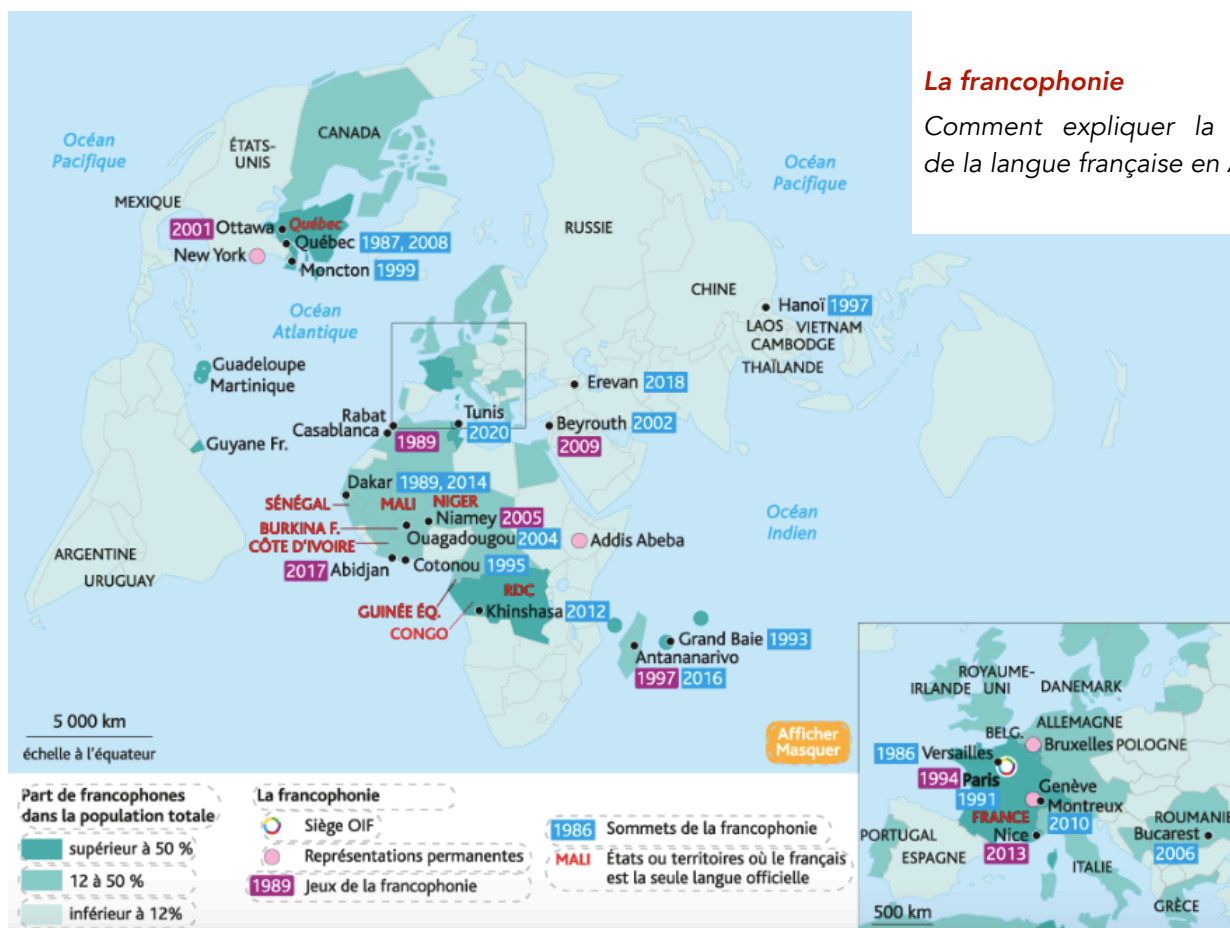 La francophonie
Comment expliquer la
de la langue française en
Océan
Pacifique
CANADA
ÉTATS-
UNIS
MEXIQUE
2001 Ottawa
Québec
Québec 1987, 2008
New York
Moncton 1999
Océan
Atlantique
Océan
Pacifique
RUSSIE
CHINE
Hanoï 1997
LAOS VIETNAM
CAMBODGE
THAÏLANDE
Guadeloupe
Martinique
Guyane Fr.
Erevan 2018
Rabat
Casablanca
1989
Tunis
2020
Beyrouth 2002
2009
Dakar 1989, 2014
SÉNÉGAL
MALI
NIGER
Niamey 2005
BURKINA F.
Ouagadougou 2004
CÔTE D'IVOIRE
Addis Abeba
Océan
Indien
ARGENTINE
URUGUAY
2017 Abidjan
Cotonou 1995
GUINÉE ÉQ.
RDC
CONGO
Khinshasa 2012
Grand Baie 1993
Antananarivo
1997 2016
5 000 km
échelle à l'équateur
Afficher
Masquer
ROYAUME-
UNI
IRLANDE
DANEMARK
ALLEMAGNE
BELG.
Bruxelles
POLOGNE
1986 Versailles
1994 Paris
1991
Genève
Montreux
2010
FRANCE
Nice
2013
ROUMANIE
Bucarest
2006
PORTUGAL
ESPAGNE
ITALIE
GRÈCE
500 km
Part de francophones
dans la population totale
supérieur à 50 %
12 à 50 %
inférieur à 12%
La francophonie
Siège OIF
Représentations permanentes
1989 Jeux de la francophonie
1986 Sommets de la francophonie
MALI États ou territoires où le français
est la seule langue officielle